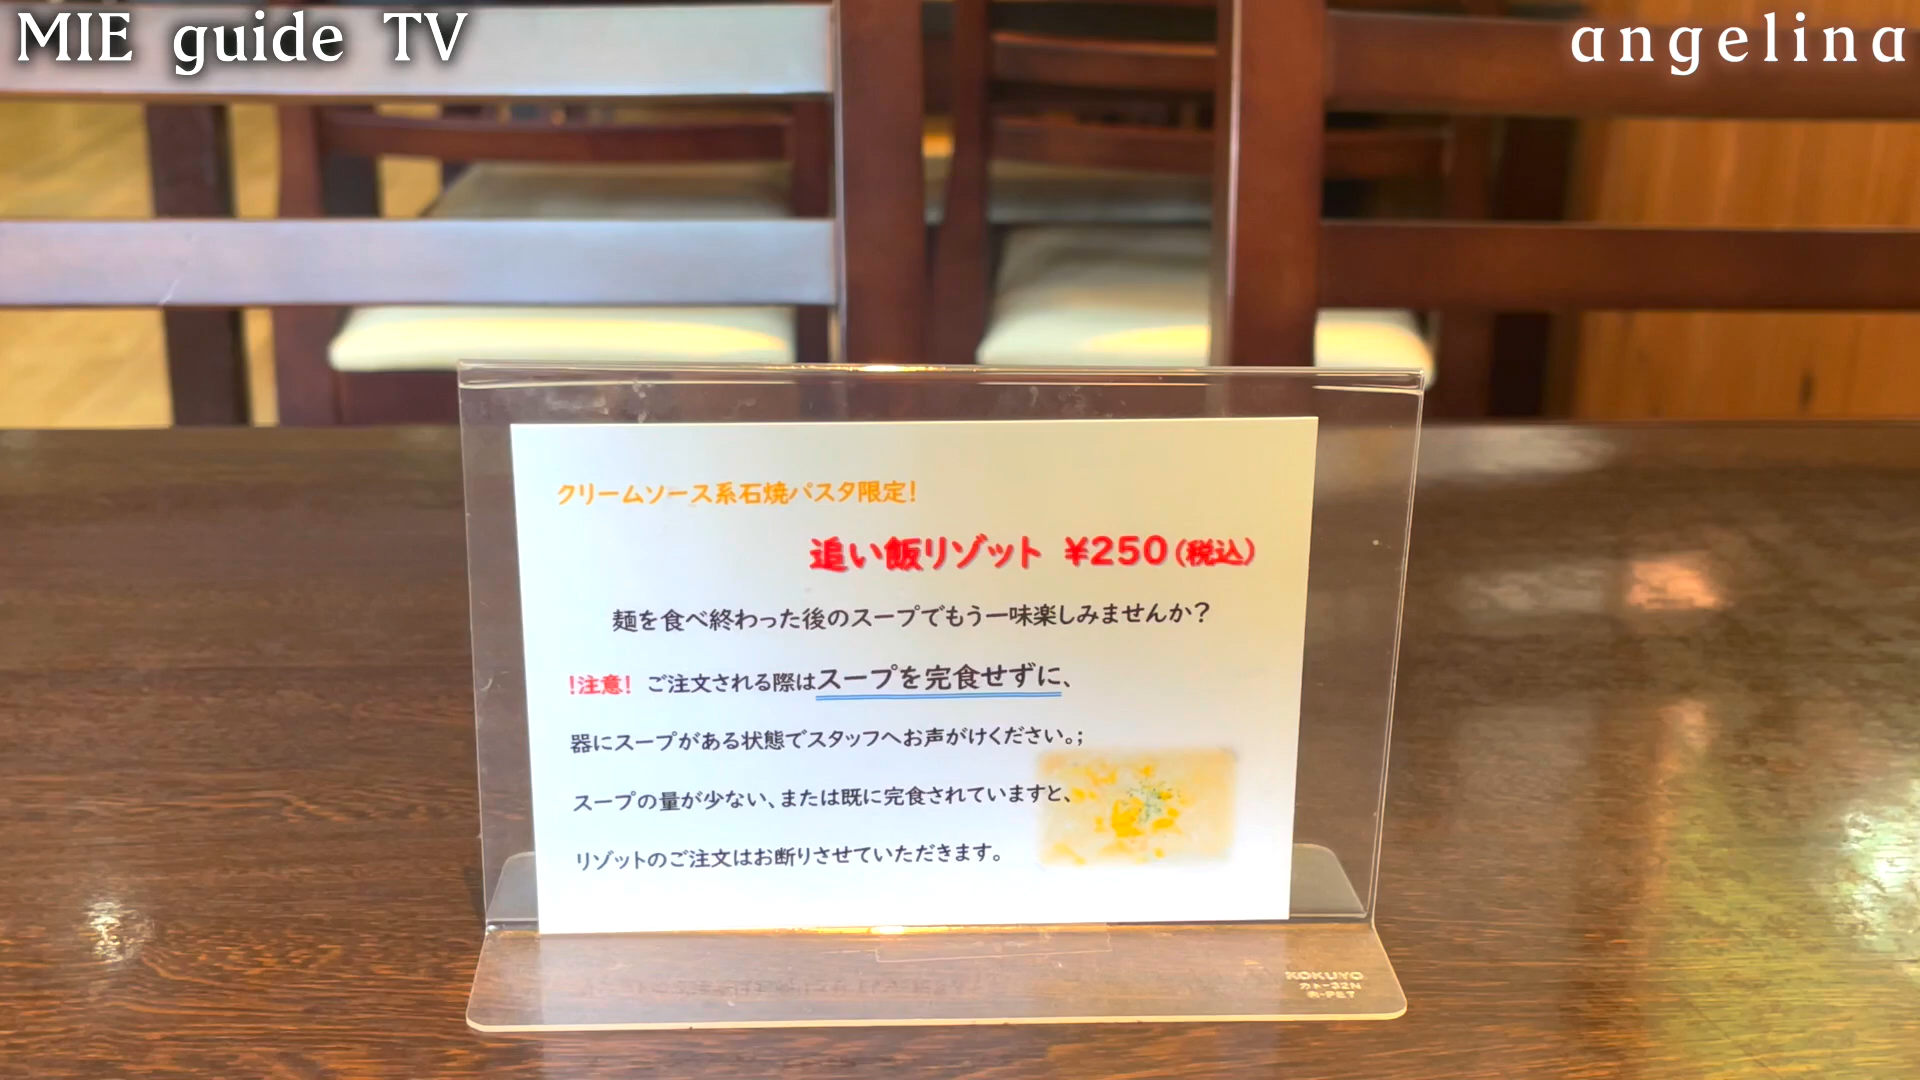 MIE guide TV
angelina
クリームソース系石焼パスタ限定!
追い飯リゾット ¥250(税込)
麺を食べ終わった後のスープでもう一味楽しみませんか?
!注意! ご注文される際はスープを完食せずに、
器にスープがある状態でスタッフへお声がけください。;
スープの量が少ない、または既に完食されていますと、
リゾットのご注文はお断りさせていただきます。
KOKUYO
カト-32N